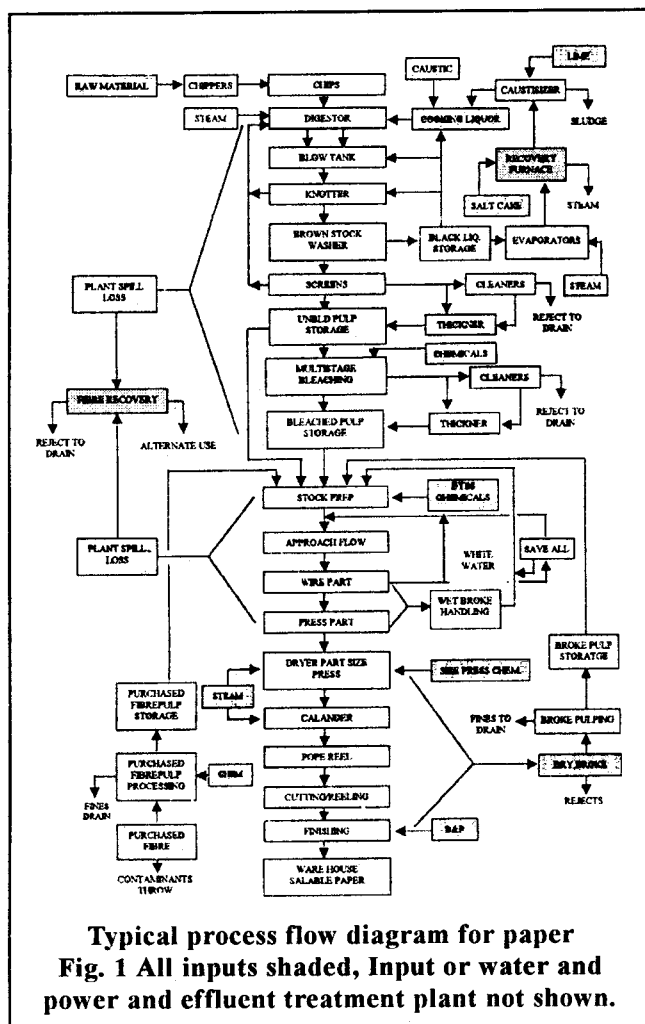 LIME
RAW MATERIAL
CHIPPERS
CHIPS
CAUSTIC
CAUSTISIZER
STEAM
DIGESTOR
COOKING LIQUOR
SLUDGE
BLOW TANK
RECOVERY
FURNACE
KNOTTER
SALT CAKE
STEAM
BROWN STOCK
WASHER
BLACK LIQ.
STORAGE
EVAPORATORS
PLANT SPILL
LOSS
SCREENS
CLEANERS
STEAM
UNBLD PULP
STORAGE
THICKNER
REJECT TO
DRAIN
CHEMICALS
MULTISTAGE
BLEACHING
CLEANERS
FIBRE RECOVERY
REJECT TO
DRAIN
ALTERNATE USE
BLEACHED PULP
STORAGE
THICKNER
REJECT TO
DRAIN
STOCK PREP
CHEMICALS
PLANT SPILL
LOSS
APPROACH FLOW
WHITE
WATER
SAVE ALL
WIRE PART
WET BROKE
HANDLING
PRESS PART
BROKE PULP
STORATGE
DRYER PART SIZE
PRESS
SIZE PRESS CHEM.
PURCHASED
FIBREPULP
STORAGE
STEAM
CALANDER
FINES TO
DRAIN
BROKE PULPING
POPE REEL
DRY BROKE
PURCHASED
FIBREPULP
PROCESSING
CHEM
CUTTING/REELING
REJECTS
FINES
DRAIN
FINISHING
B&P
PURCHASED
FIBRE
CONTAMINANTS
THROW
WARE HOUSE
SALABLE PAPER
Typical process flow diagram for paper
Fig. 1 All inputs shaded, Input or water and
power and effluent treatment plant not shown.